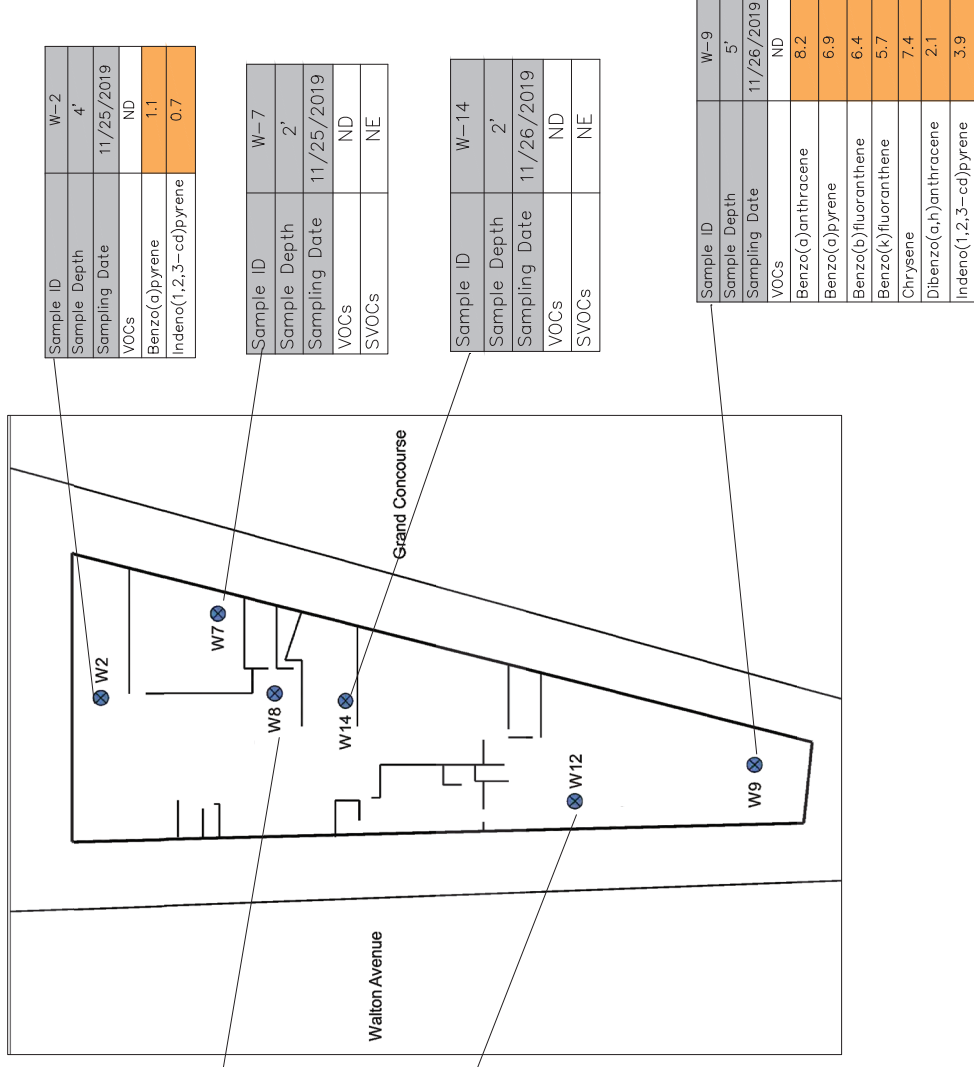 Sample ID W-2
Sample Depth 4'
Sampling Date 11/25/2019
VOCs ND
Benzo(a)pyrene 1.1
Indeno(1,2,3-cd)pyrene 0.7
Sample ID W-7
Sample Depth 2'
Sampling Date 11/25/2019
VOCs ND
SVOCs NE
Sample ID W-14
Sample Depth 2'
Sampling Date 11/26/2019
VOCs ND
SVOCs NE
Sample ID W-9
Sample Depth 5'
Sampling Date 11/26/2019
VOCs ND
Benzo(a)anthracene 8.2
Benzo(a)pyrene 6.9
Benzo(b)fluoranthene 6.4
Benzo(k)fluoranthene 5.7
Chrysene 7.4
Dibenzo(a,h)anthracene 2.1
Indeno(1,2,3-cd)pyrene 3.9
Grand Concourse
W2
W7
W8
W14
W12
W9
Walton Avenue